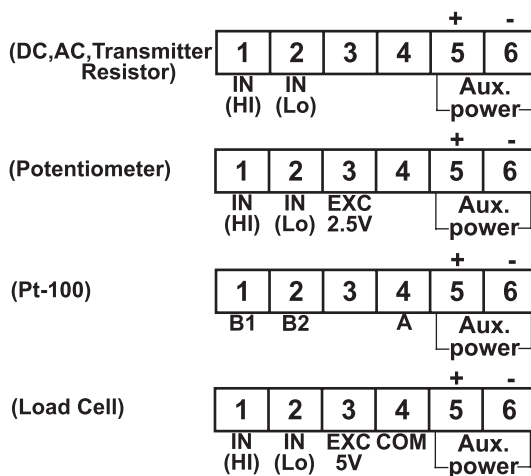 + -
(DC,AC,Transmitter 1 2 3 4 5 6
Resistor)
IN IN Aux.
(HI) (Lo) power
+ -
(Potentiometer) 1 2 3 4 5 6
IN IN EXC Aux.
(HI) (Lo) 2.5V power
+ -
(Pt-100) 1 2 3 4 5 6
B1 B2 A Aux.
power
+ -
(Load Cell) 1 2 3 4 5 6
IN IN EXC COM Aux.
(HI) (Lo) 5V power